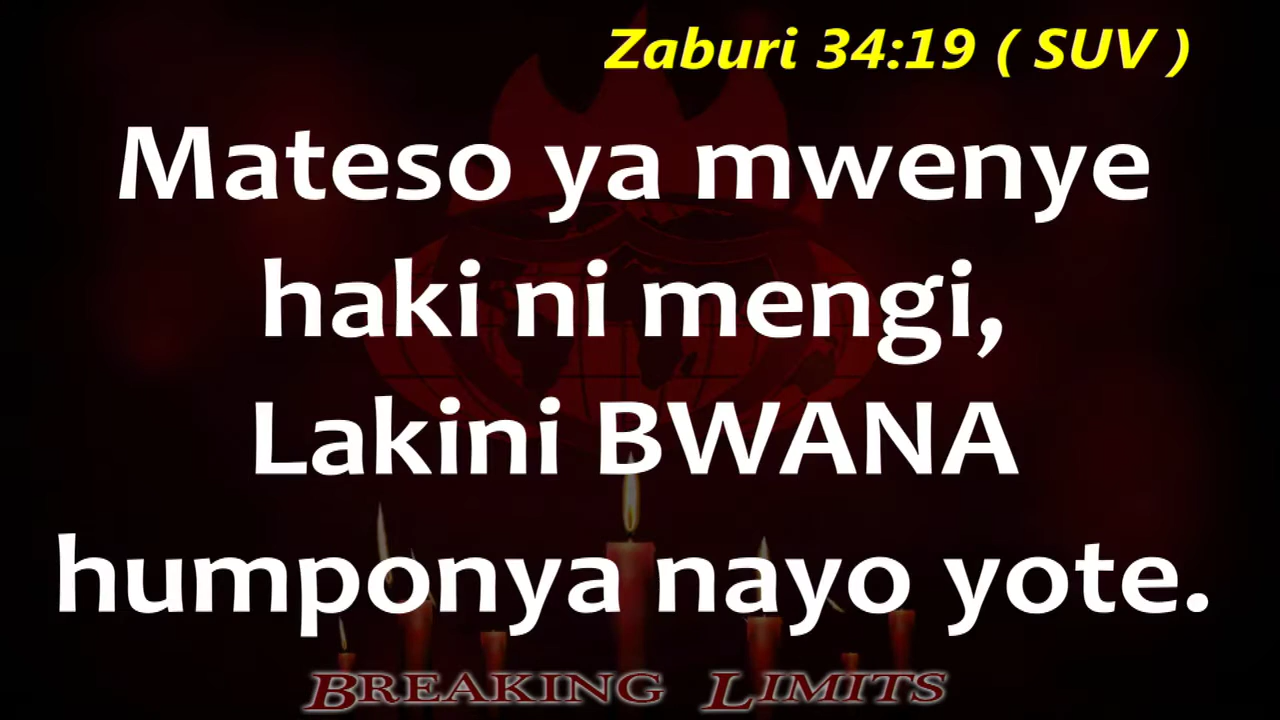 Zaburi 34:19 ( SUV )
Mateso ya mwenye
haki ni mengi,
Lakini BWANA
humponya nayo yote.
BREAKING LIMITS